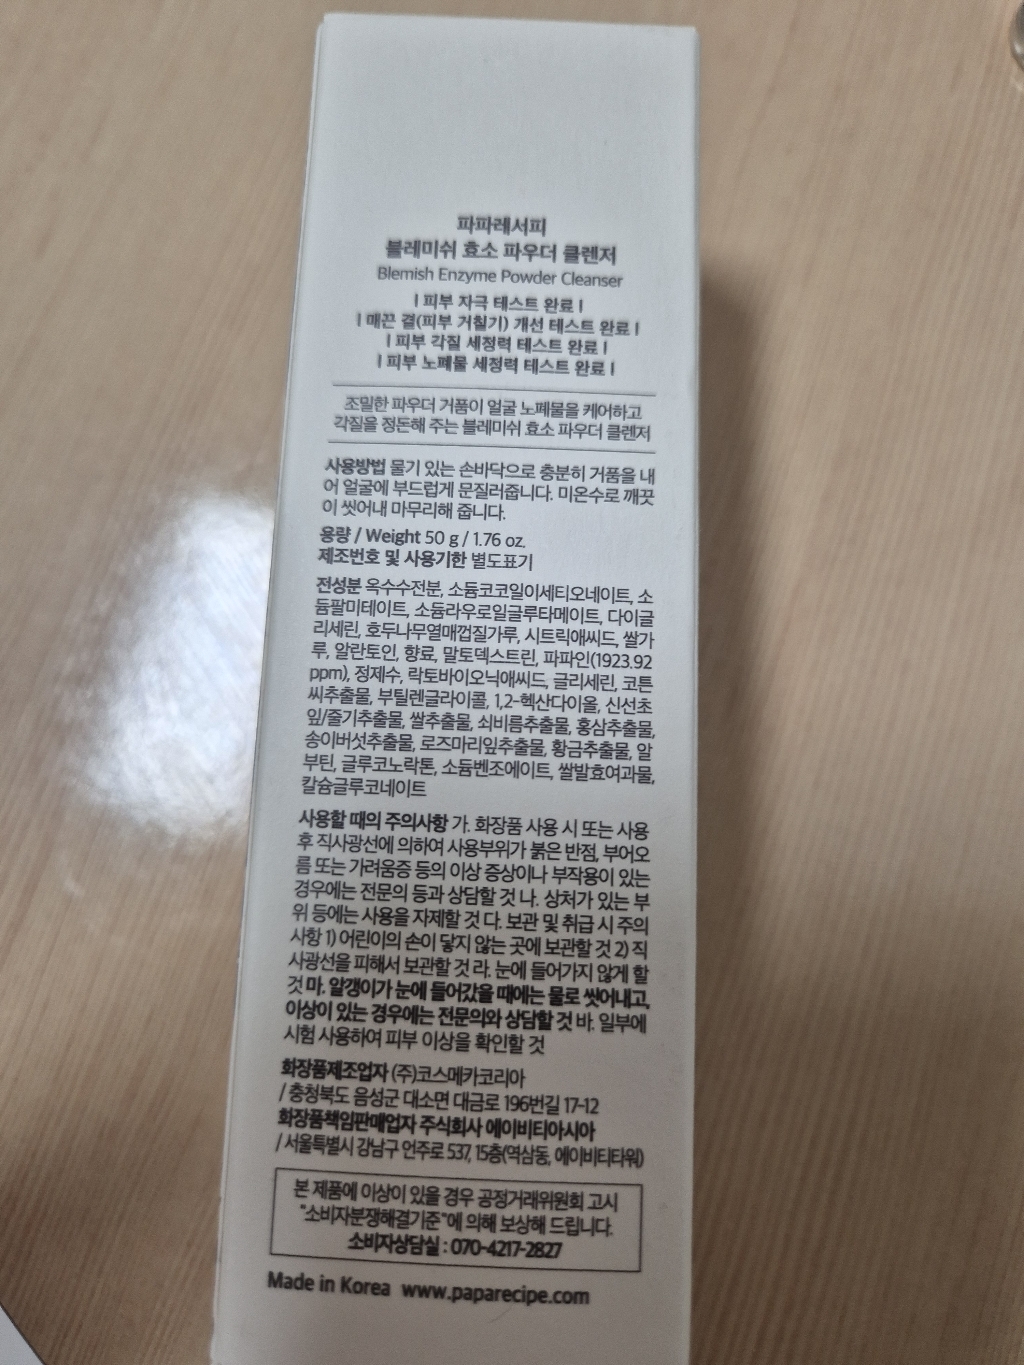 파파레서피
블레미쉬 효소 파우더 클렌저
Blemish Enzyme Powder Cleanser
| 피부 자극 테스트 완료 |
| 매끈 결(피부 거칠기) 개선 테스트 완료 |
| 피부 각질 세정력 테스트 완료 |
| 피부 노폐물 세정력 테스트 완료 |
조밀한 파우더 거품이 얼굴 노폐물을 케어하고
각질을 정돈해 주는 블레미쉬 효소 파우더 클렌저
사용방법 물기 있는 손바닥으로 충분히 거품을 내
어 얼굴에 부드럽게 문질러줍니다. 미온수로 깨끗
이 씻어내 마무리해 줍니다.
용량 / Weight 50 g / 1.76 oz.
제조번호 및 사용기한 별도표기
전성분 옥수수전분, 소듐코코일이세티오네이트, 소
듐팔미테이트, 소듐라우로일글루타메이트, 다이글
리세린, 호두나무열매껍질가루, 시트릭애씨드, 쌀가
루, 알란토인, 향료, 말토덱스트린, 파파인(1923.92
ppm), 정제수, 락토바이오닉애씨드, 글리세린, 코튼
씨추출물, 부틸렌글라이콜, 1,2-헥산다이올, 신선초
잎/줄기추출물, 쌀추출물, 쇠비름추출물, 홍삼추출물,
송이버섯추출물, 로즈마리잎추출물, 황금추출물, 알
부틴, 글루코노락톤, 소듐벤조에이트, 쌀발효여과물,
칼슘글루코네이트
사용할 때의 주의사항 가. 화장품 사용 시 또는 사용
후 직사광선에 의하여 사용부위가 붉은 반점, 부어오
름 또는 가려움증 등의 이상 증상이나 부작용이 있는
경우에는 전문의 등과 상담할 것 나. 상처가 있는 부
위 등에는 사용을 자제할 것 다. 보관 및 취급 시 주의
사항 1) 어린이의 손이 닿지 않는 곳에 보관할 것 2) 직
사광선을 피해서 보관할 것 라. 눈에 들어가지 않게 할
것 마. 알갱이가 눈에 들어갔을 때에는 물로 씻어내고,
이상이 있는 경우에는 전문의와 상담할 것 바. 일부에
시험 사용하여 피부 이상을 확인할 것
화장품제조업자 (주)코스메카코리아
/ 충청북도 음성군 대소면 대금로 196번길 17-12
화장품책임판매업자 주식회사 에이비티아시아
/ 서울특별시 강남구 언주로 537, 15층(역삼동, 에이비티타워)
본 제품에 이상이 있을 경우 공정거래위원회 고시
"소비자분쟁해결기준"에 의해 보상해 드립니다.
소비자상담실 : 070-4217-2827
Made in Korea www.paparecipe.com